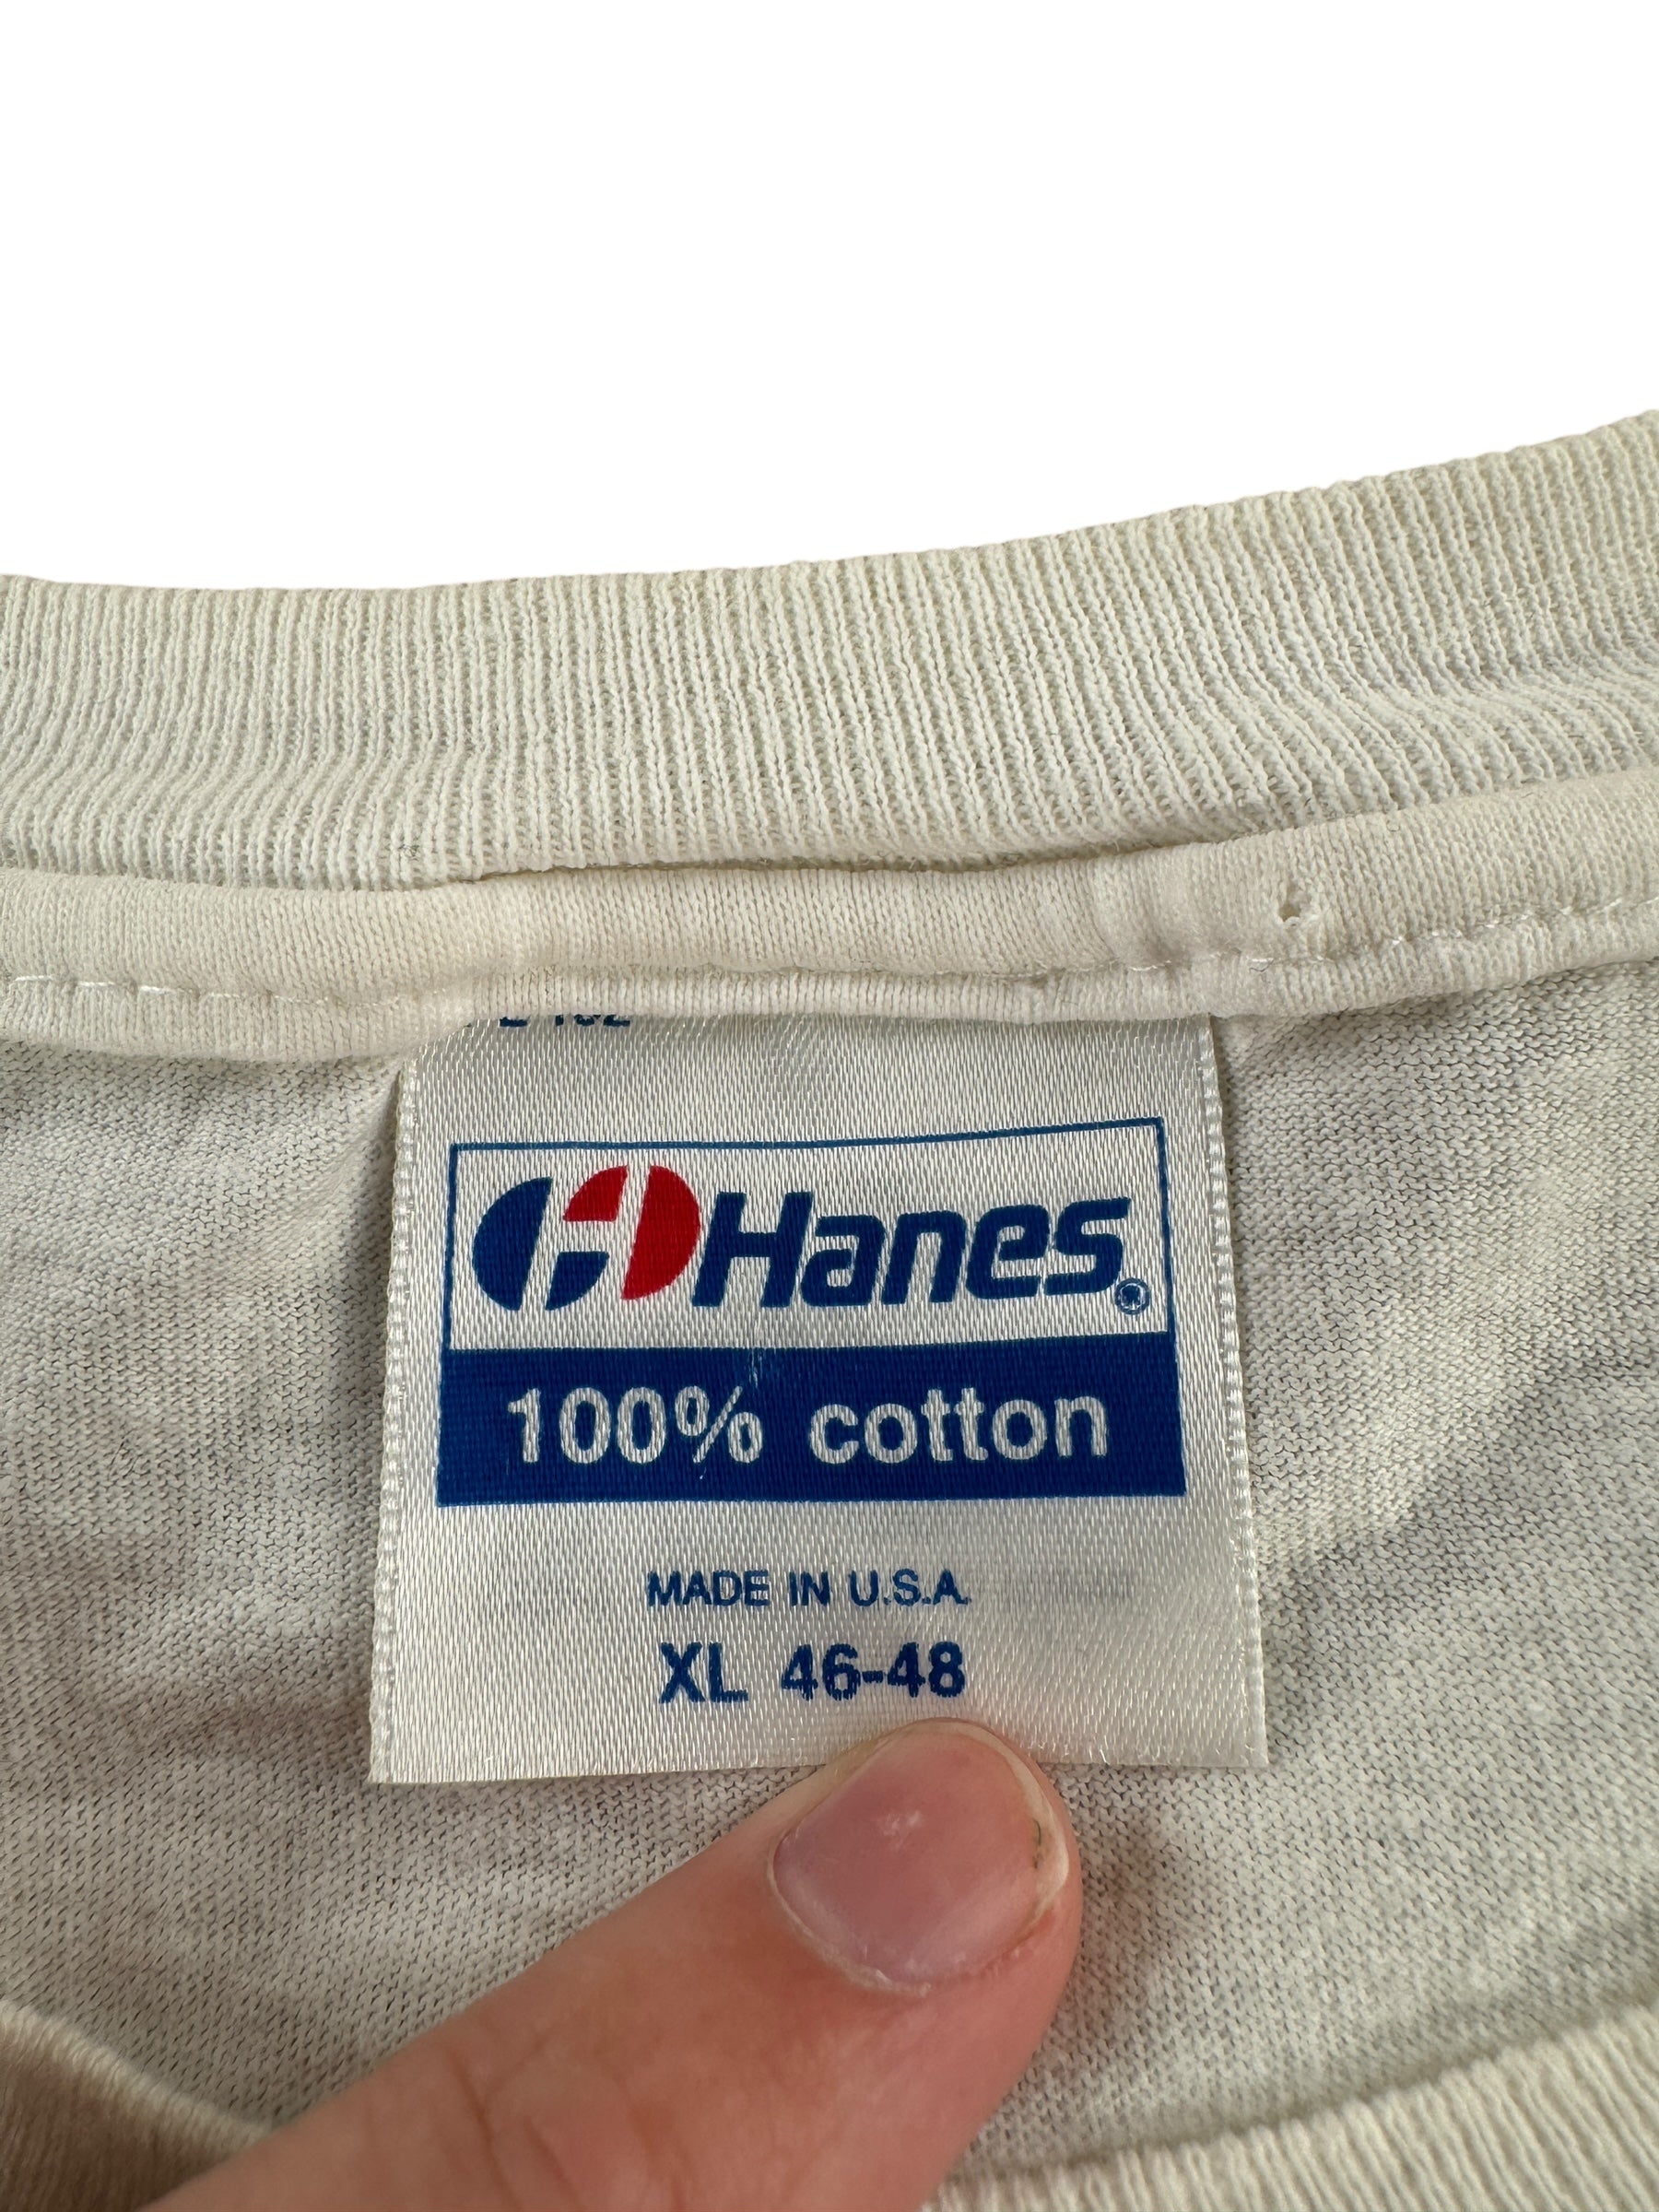 Hanes®
100% cotton
MADE IN U.S.A.
XL 46-48